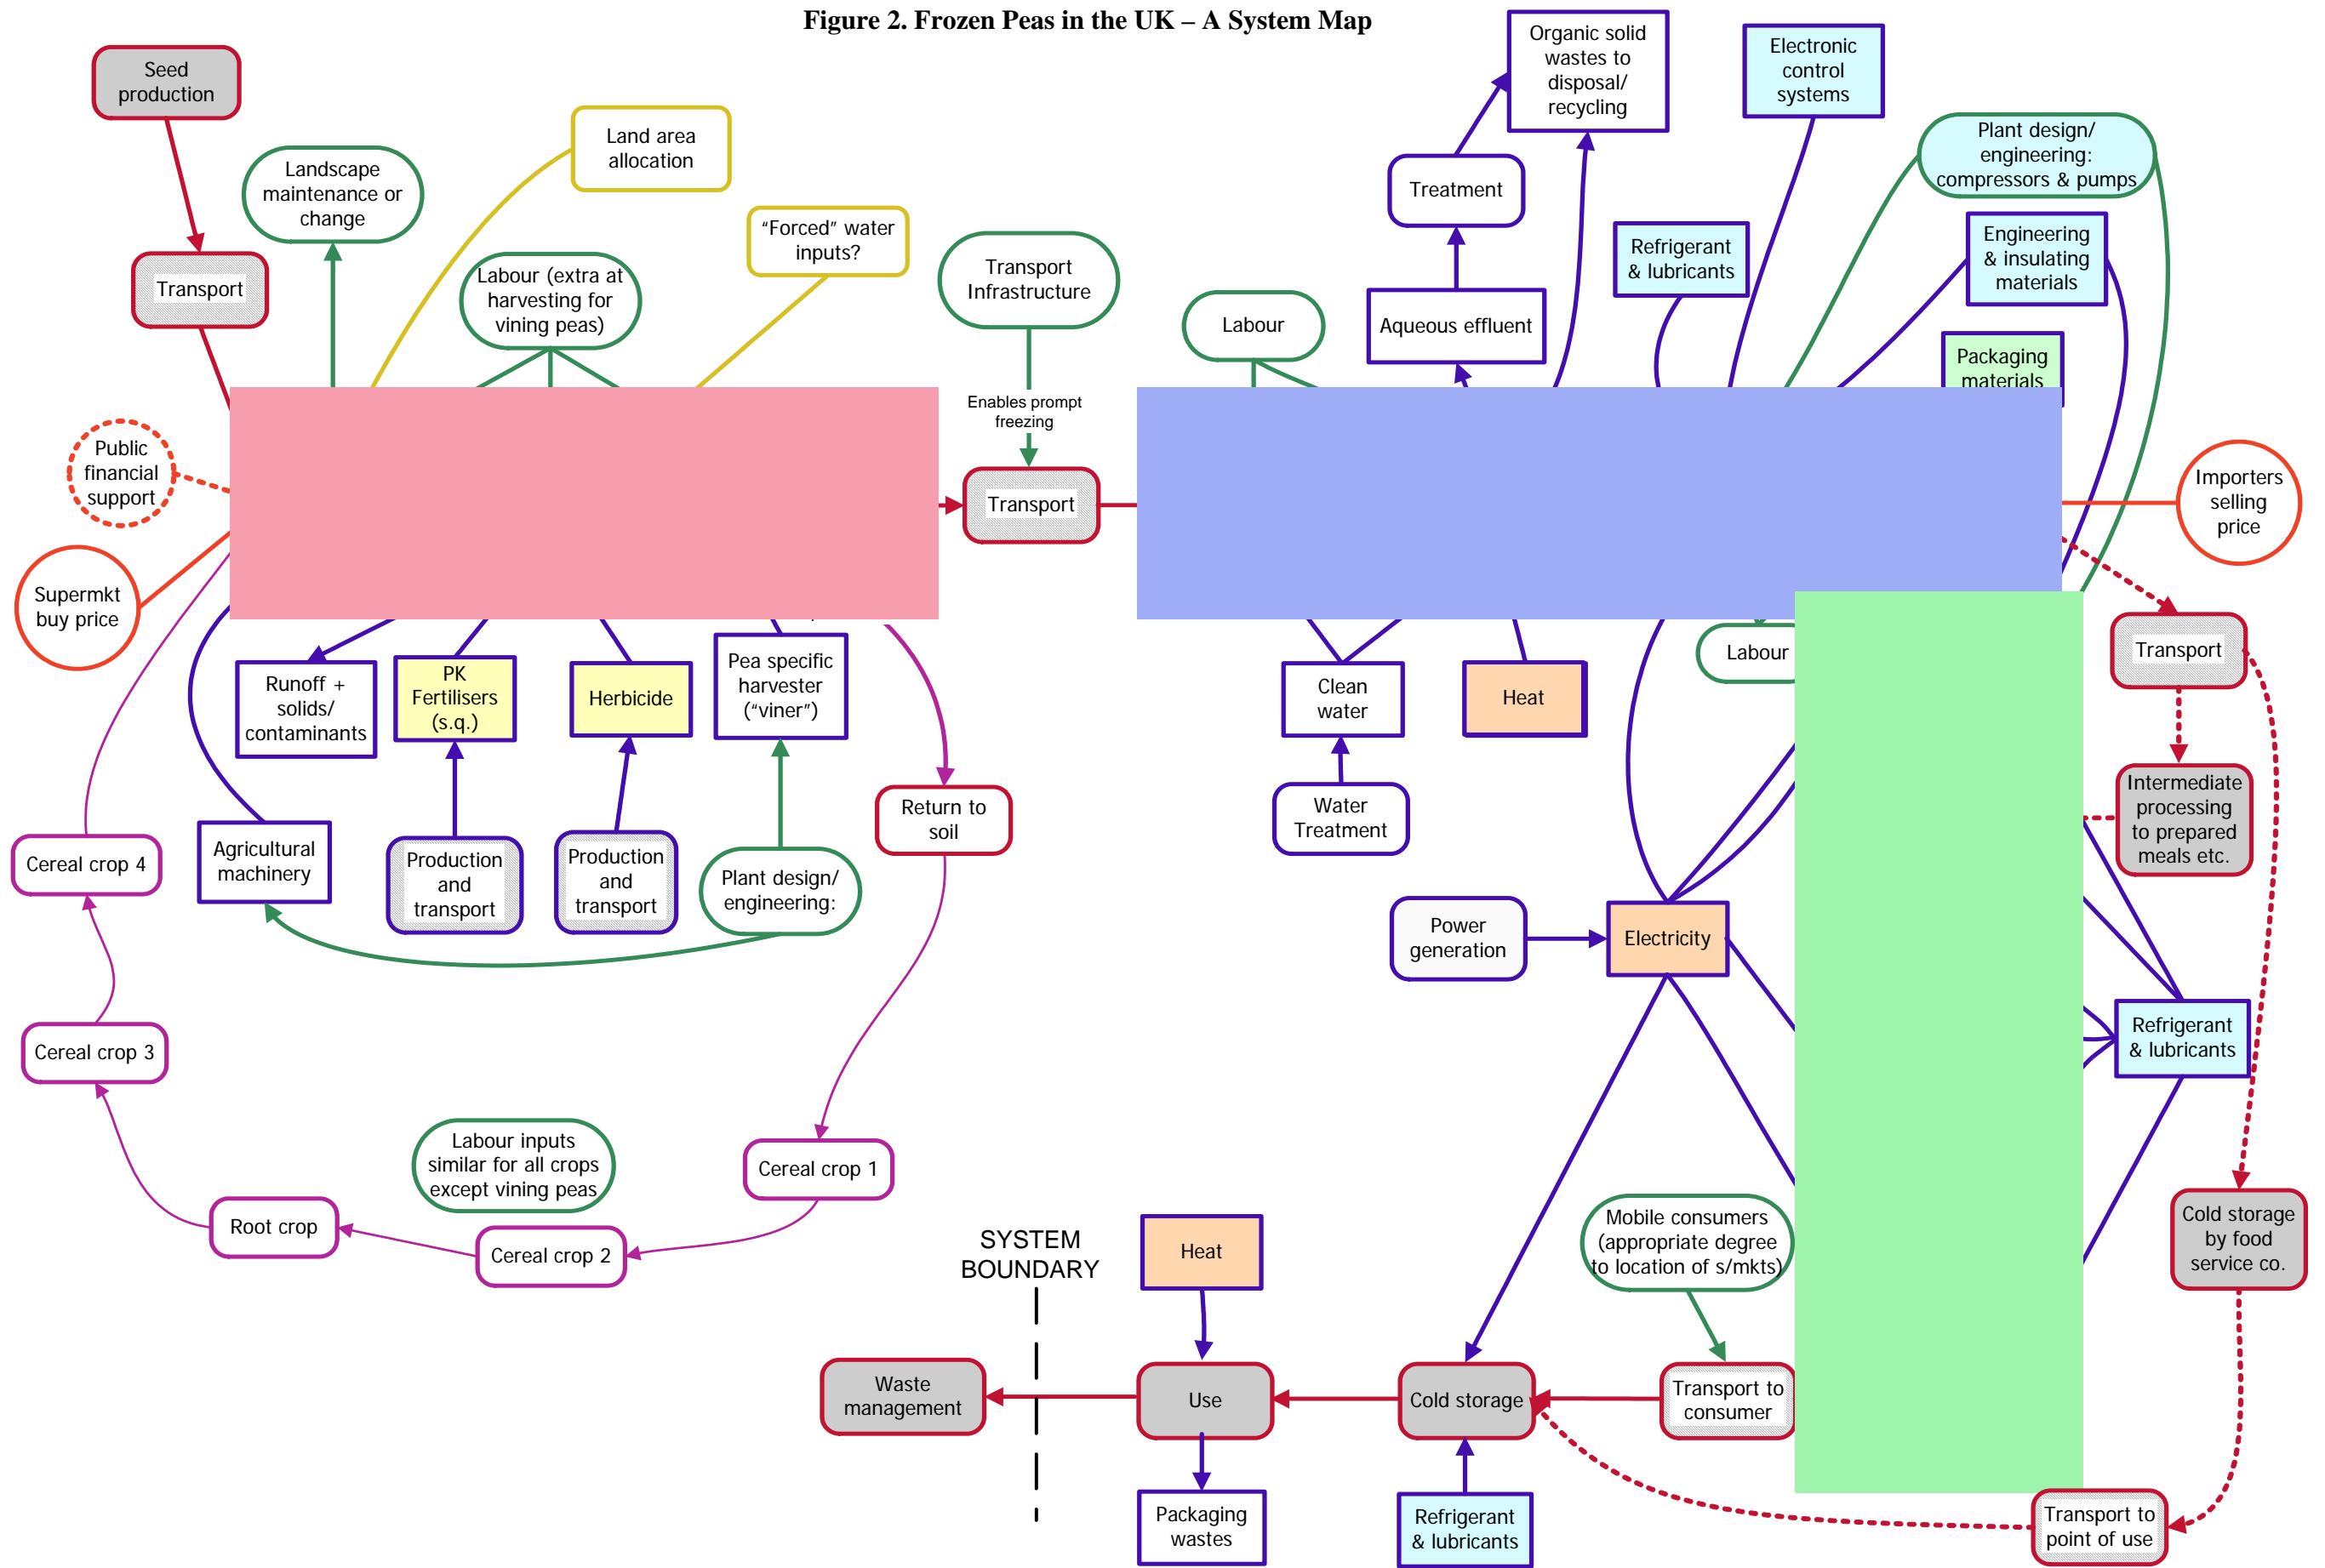 Figure 2. Frozen Peas in the UK – A System Map
Seed
production
Landscape
maintenance or
change
Transport
Land area
allocation
"Forced" water
inputs?
Labour (extra at
harvesting for
vining peas)
Transport
Infrastructure
Enables prompt
freezing
Transport
Labour
Organic solid
wastes to
disposal/
recycling
Treatment
Aqueous effluent
Electronic
control
systems
Refrigerant
& lubricants
Plant design/
engineering:
compressors & pumps
Engineering
& insulating
materials
Packaging
materials
Public
financial
support
Supermkt
buy price
Importers
selling
price
Runoff +
solids/
contaminants
PK
Fertilisers
(s.q.)
Herbicide
Pea specific
harvester
("viner")
Agricultural
machinery
Production
and
transport
Production
and
transport
Plant design/
engineering:
Return to
soil
Cereal crop 4
Cereal crop 3
Root crop
Cereal crop 2
Cereal crop 1
Labour inputs
similar for all crops
except vining peas
Clean
water
Heat
Water
Treatment
Labour
Transport
Intermediate
processing
to prepared
meals etc.
Power
generation
Electricity
Refrigerant
& lubricants
Cold storage
by food
service co.
Mobile consumers
(appropriate degree
to location of s/mkts)
SYSTEM
BOUNDARY
Heat
Waste
management
Use
Cold storage
Transport to
consumer
Packaging
wastes
Refrigerant
& lubricants
Transport to
point of use